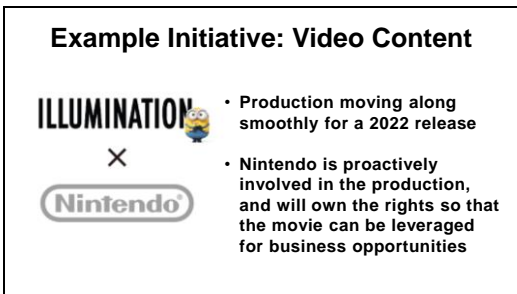 Example Initiative: Video Content
ILLUMINATION
×
Nintendo®
• Production moving along
smoothly for a 2022 release
• Nintendo is proactively
involved in the production,
and will own the rights so that
the movie can be leveraged
for business opportunities